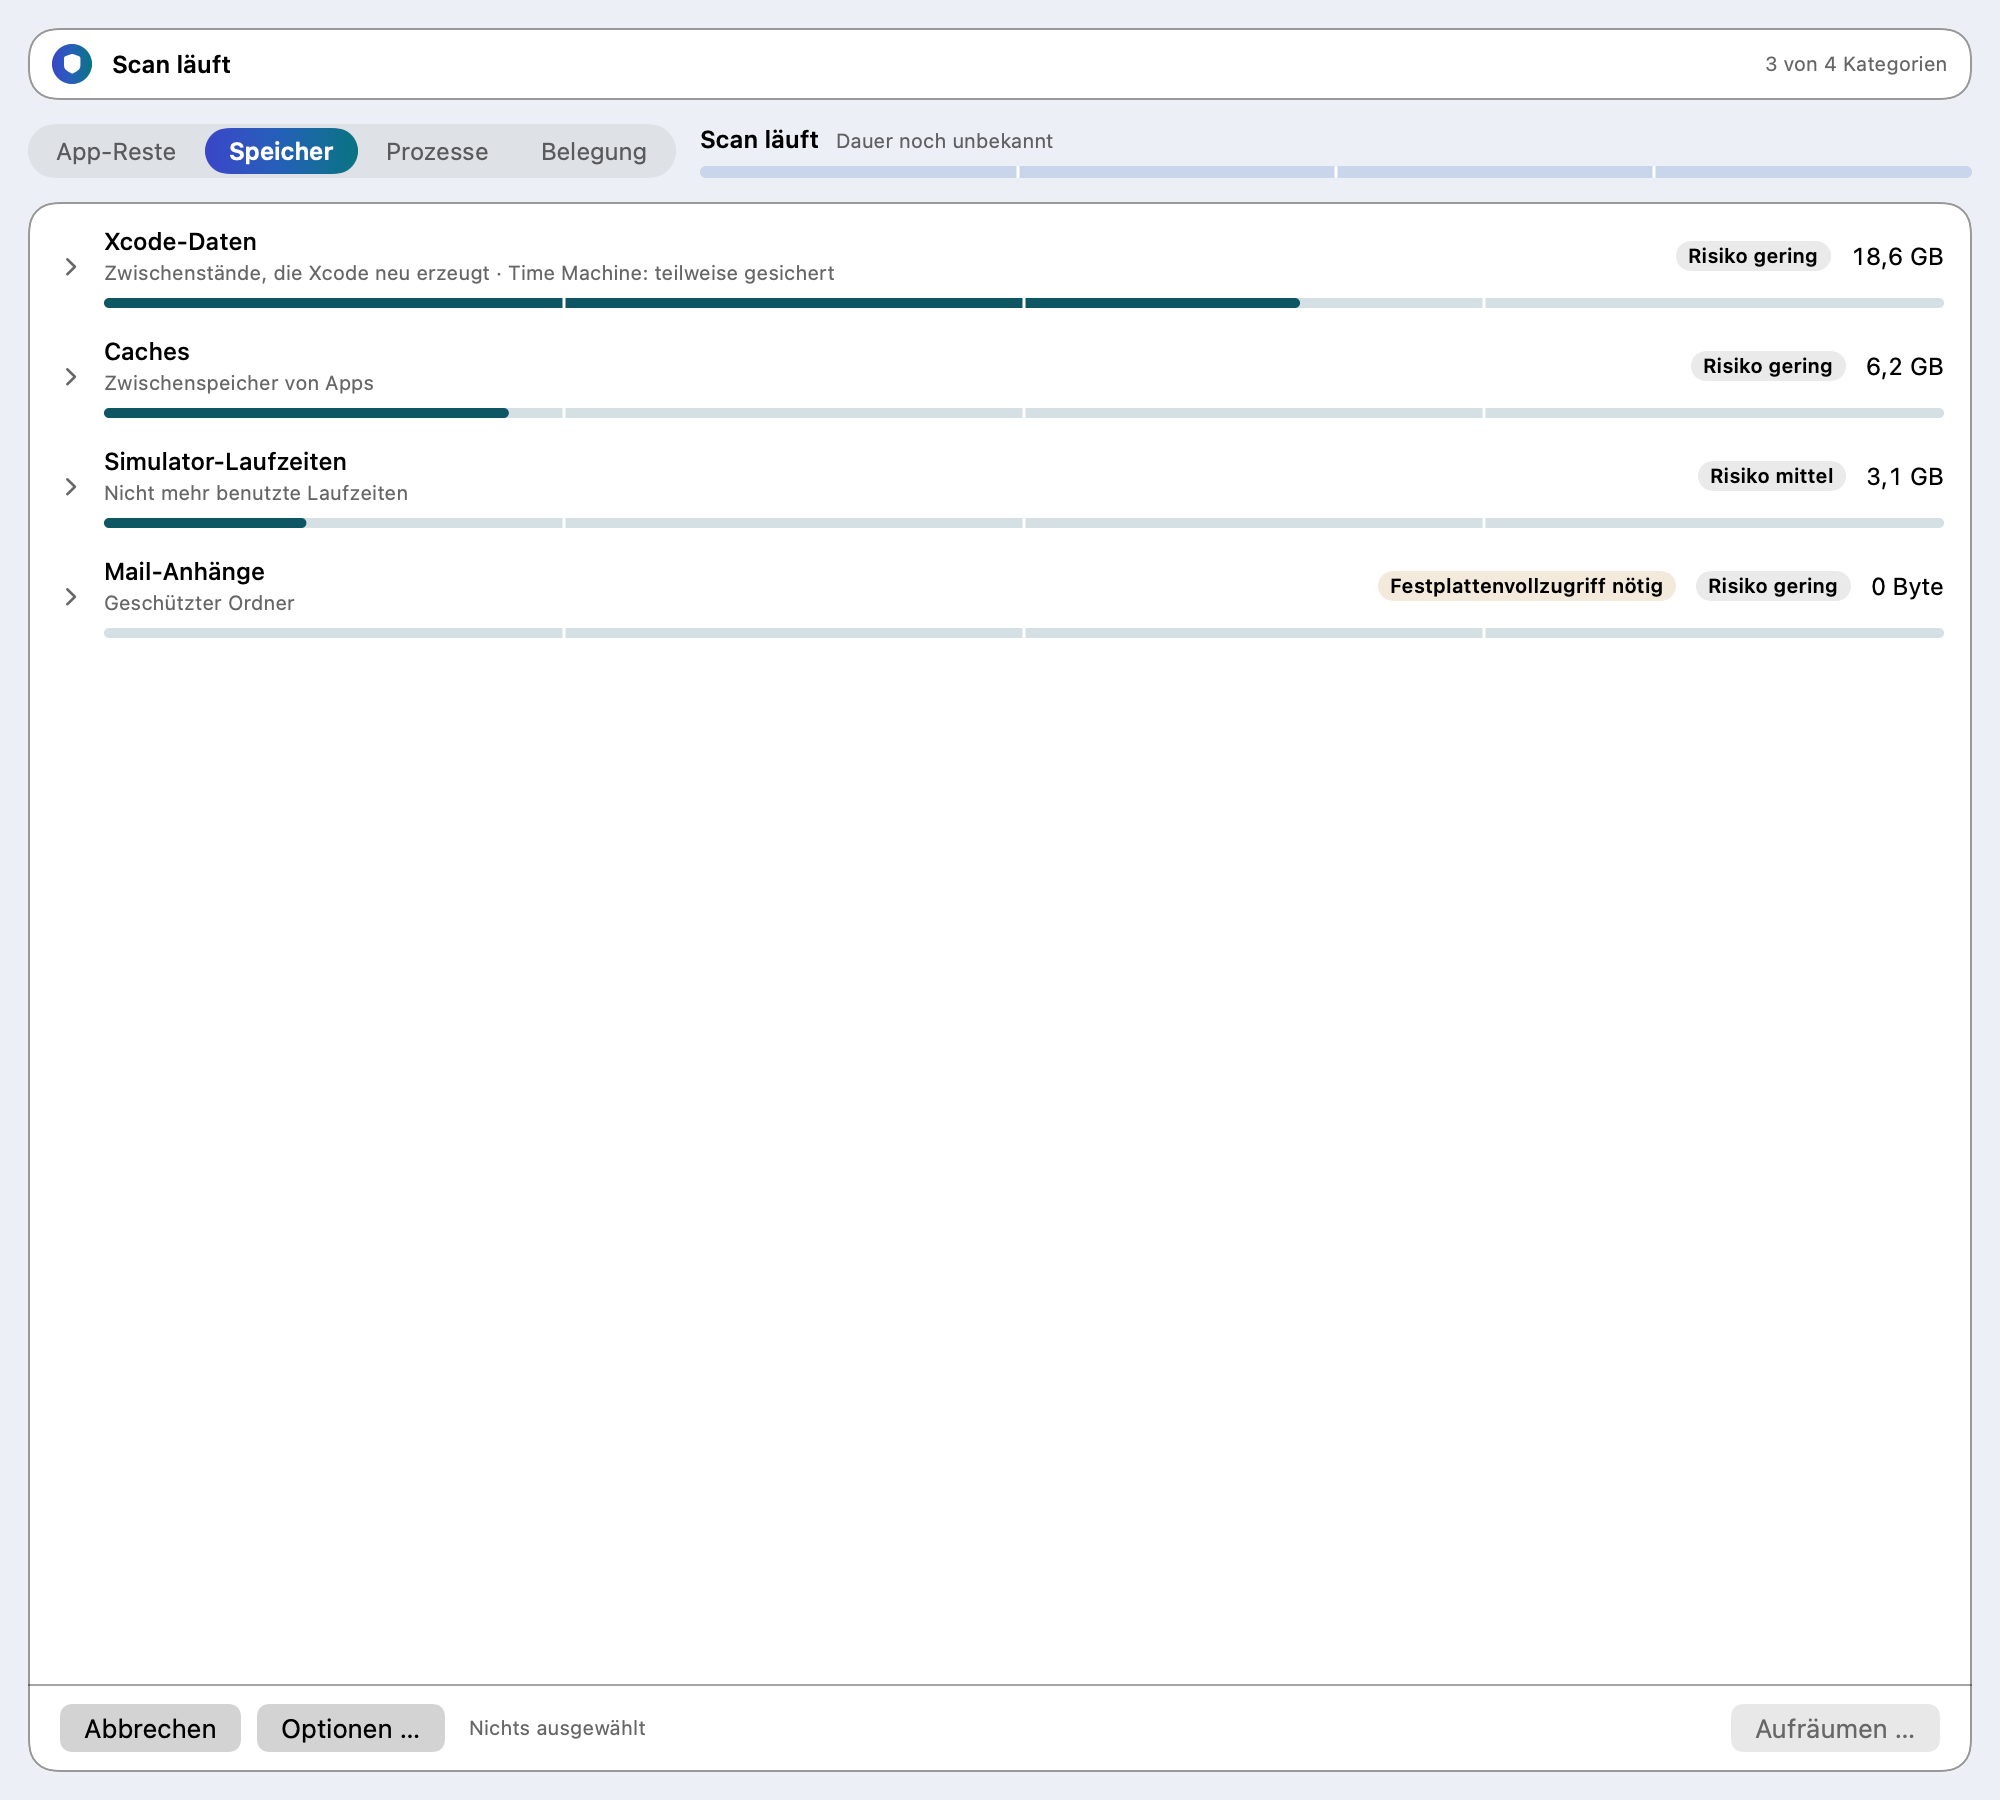 Scan läuft
3 von 4 Kategorien
App-Reste
Speicher
Prozesse
Belegung
Scan läuft Dauer noch unbekannt
Xcode-Daten
Zwischenstände, die Xcode neu erzeugt · Time Machine: teilweise gesichert
Risiko gering
18,6 GB
Caches
Zwischenspeicher von Apps
Risiko gering
6,2 GB
Simulator-Laufzeiten
Nicht mehr benutzte Laufzeiten
Risiko mittel
3,1 GB
Mail-Anhänge
Geschützter Ordner
Festplattenvollzugriff nötig
Risiko gering
0 Byte
Abbrechen
Optionen ...
Nichts ausgewählt
Aufräumen ...